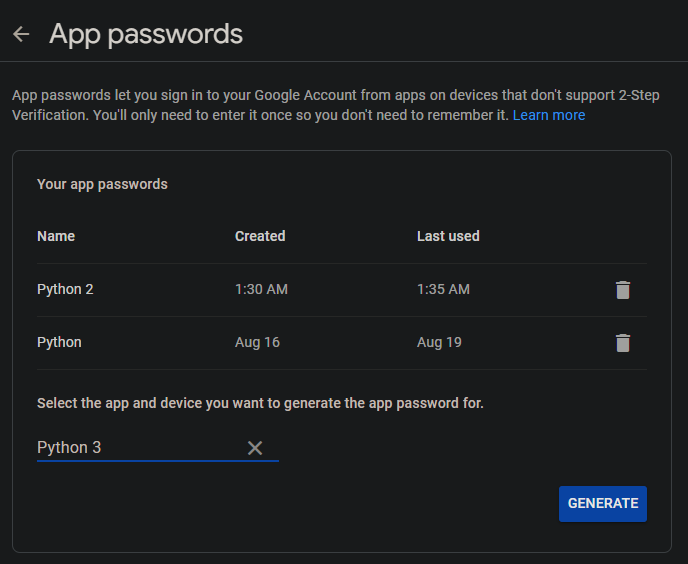 App passwords
App passwords let you sign in to your Google Account from apps on devices that don't support 2-Step
Verification. You'll only need to enter it once so you don't need to remember it. Learn more
Your app passwords
Name Created Last used
Python 2 1:30 AM 1:35 AM
Python Aug 16 Aug 19
Select the app and device you want to generate the app password for.
Python 3
GENERATE